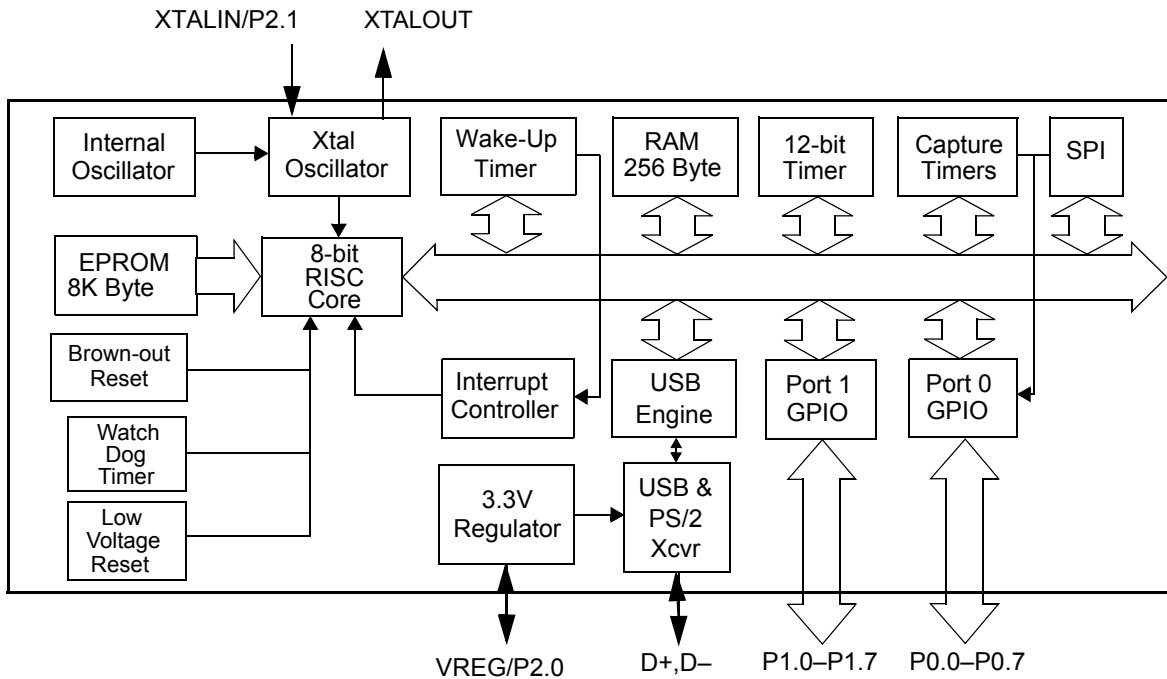 XTALIN/P2.1
XTALOUT
Internal
Oscillator
Xtal
Oscillator
Wake-Up
Timer
RAM
256 Byte
12-bit
Timer
Capture
Timers
SPI
EPROM
8K Byte
8-bit
RISC
Core
Brown-out
Reset
Interrupt
Controller
USB
Engine
Port 1
GPIO
Port 0
GPIO
Watch
Dog
Timer
Low
Voltage
Reset
3.3V
Regulator
USB &
PS/2
Xcvr
VREG/P2.0
D+,D–
P1.0–P1.7
P0.0–P0.7